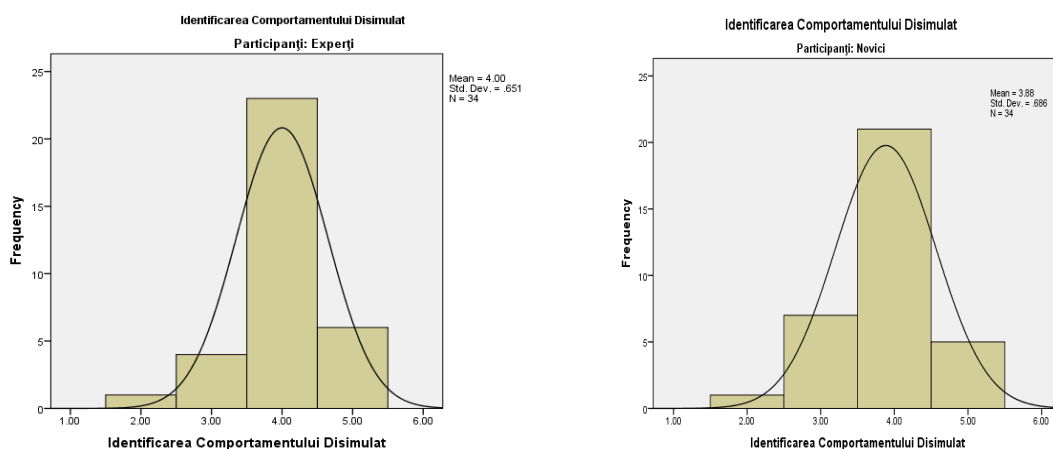 Identificarea Comportamentului Disimulat
Participanţi: Experţi
Mean = 4.00
Std. Dev. = .651
N = 34
25
20
15
10
5
0
Frequency
1.00 2.00 3.00 4.00 5.00 6.00
Identificarea Comportamentului Disimulat
Identificarea Comportamentului Disimulat
Participanţi: Novici
Mean = 3.88
Std. Dev. = .686
N = 34
25
20
15
10
5
0
Frequency
1.00 2.00 3.00 4.00 5.00 6.00
Identificarea Comportamentului Disimulat